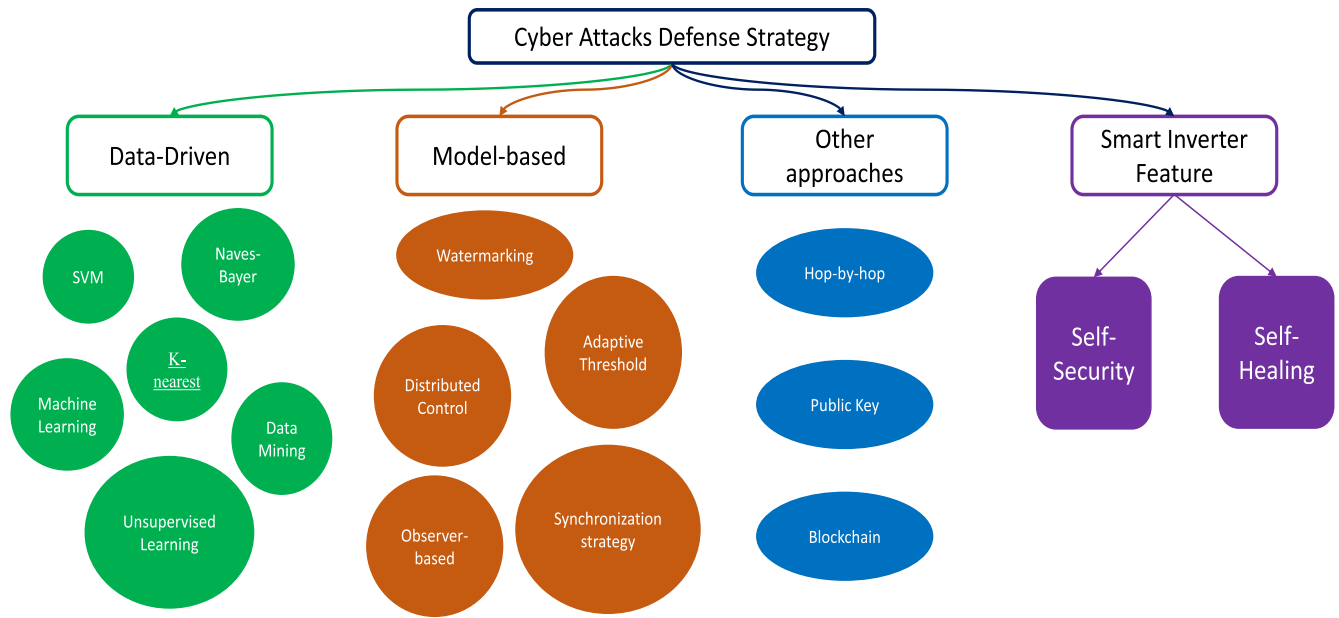 Cyber Attacks Defense Strategy
Data-Driven
Model-based
Other
approaches
Smart Inverter
Feature
SVM
Naves-
Bayer
K-
nearest
Machine
Learning
Data
Mining
Unsupervised
Learning
Watermarking
Adaptive
Threshold
Distributed
Control
Observer-
based
Synchronization
strategy
Hop-by-hop
Public Key
Blockchain
Self-
Security
Self-
Healing